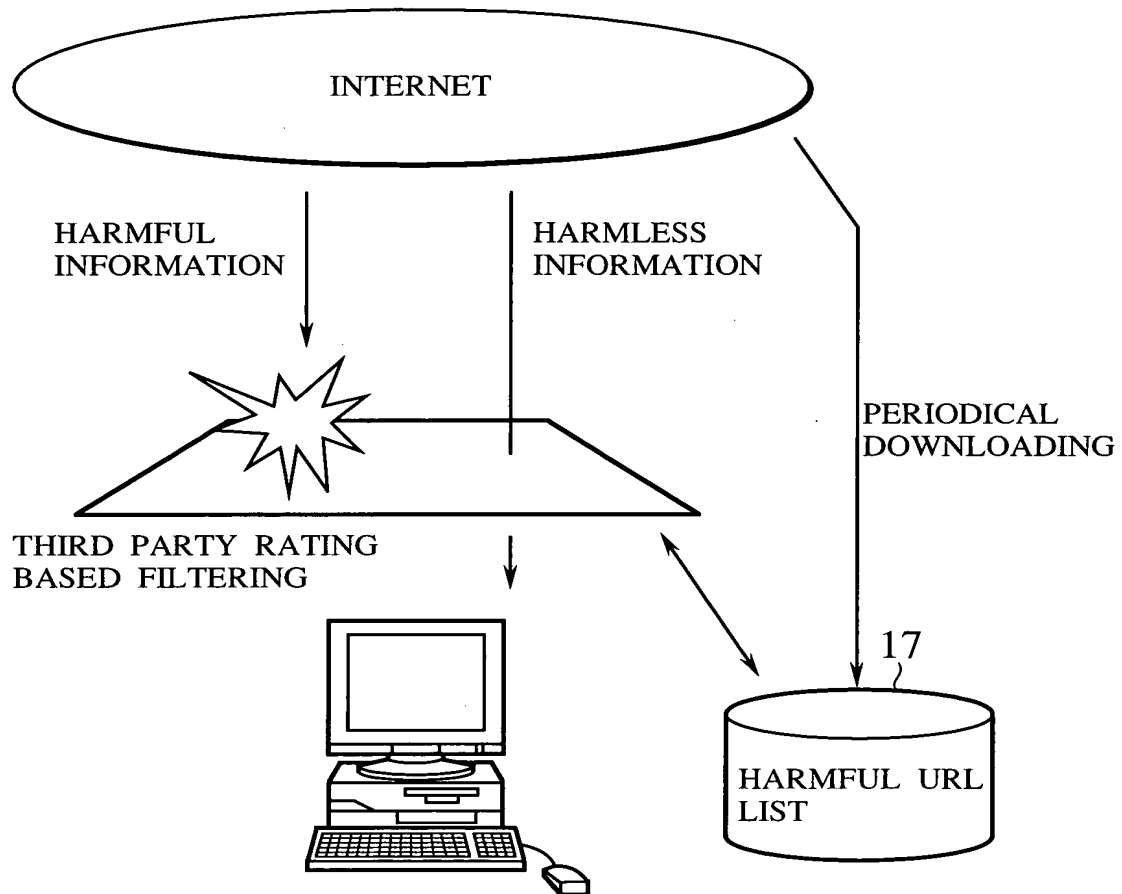 INTERNET
HARMFUL
INFORMATION
HARMLESS
INFORMATION
PERIODICAL
DOWNLOADING
THIRD PARTY RATING
BASED FILTERING
17
HARMFUL URL
LIST